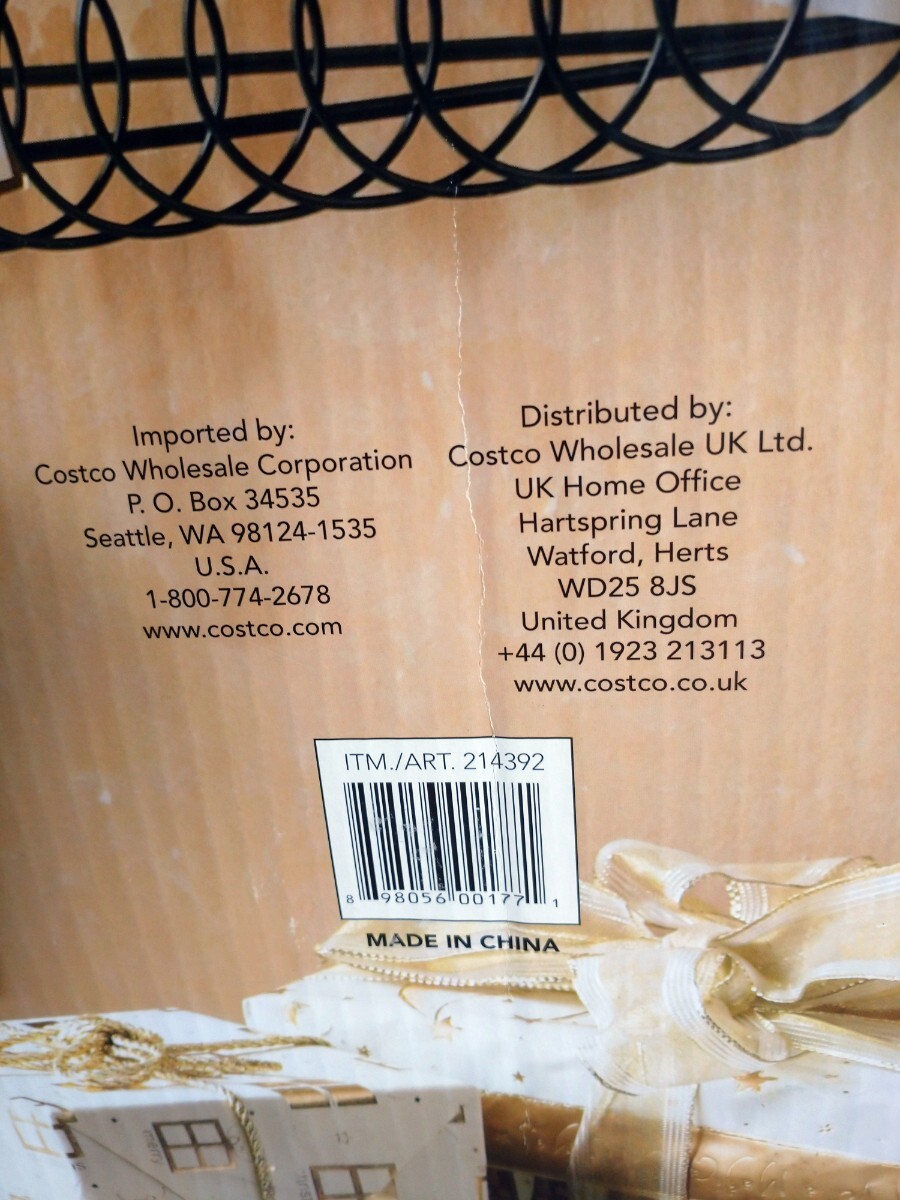 Imported by:
Costco Wholesale Corporation
P. O. Box 34535
Seattle, WA 98124-1535
U.S.A.
1-800-774-2678
www.costco.com
Distributed by:
Costco Wholesale UK Ltd.
UK Home Office
Hartspring Lane
Watford, Herts
WD25 8JS
United Kingdom
+44 (0) 1923 213113
www.costco.co.uk
ITM./ART. 214392
8 98056 00177 1
MADE IN CHINA